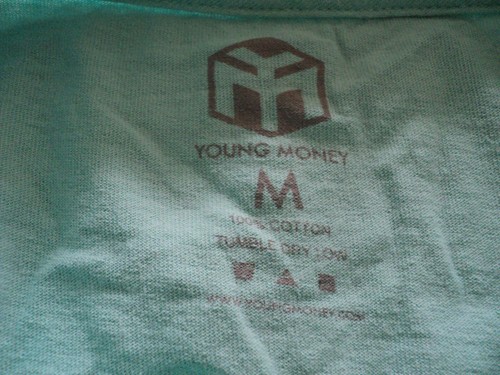 YOUNG MONEY
M
100% COTTON
TUMBLE DRY LOW
WWW.YOUNGMONEY.COM